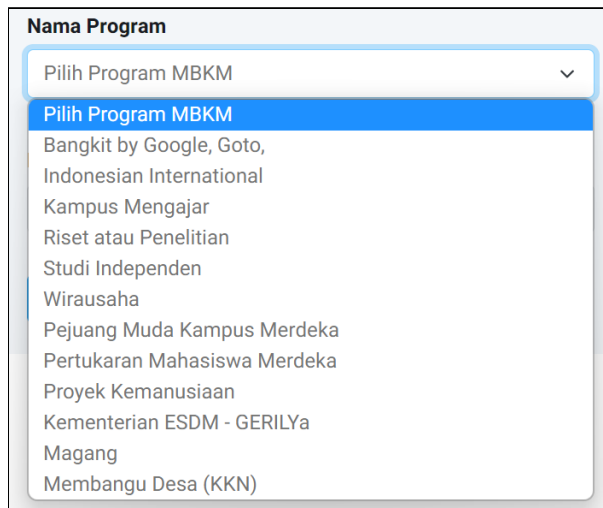 Nama Program
Pilih Program MBKM
Pilih Program MBKM
Bangkit by Google, Goto,
Indonesian International
Kampus Mengajar
Riset atau Penelitian
Studi Independen
Wirausaha
Pejuang Muda Kampus Merdeka
Pertukaran Mahasiswa Merdeka
Proyek Kemanusiaan
Kementerian ESDM - GERILYa
Magang
Membangu Desa (KKN)